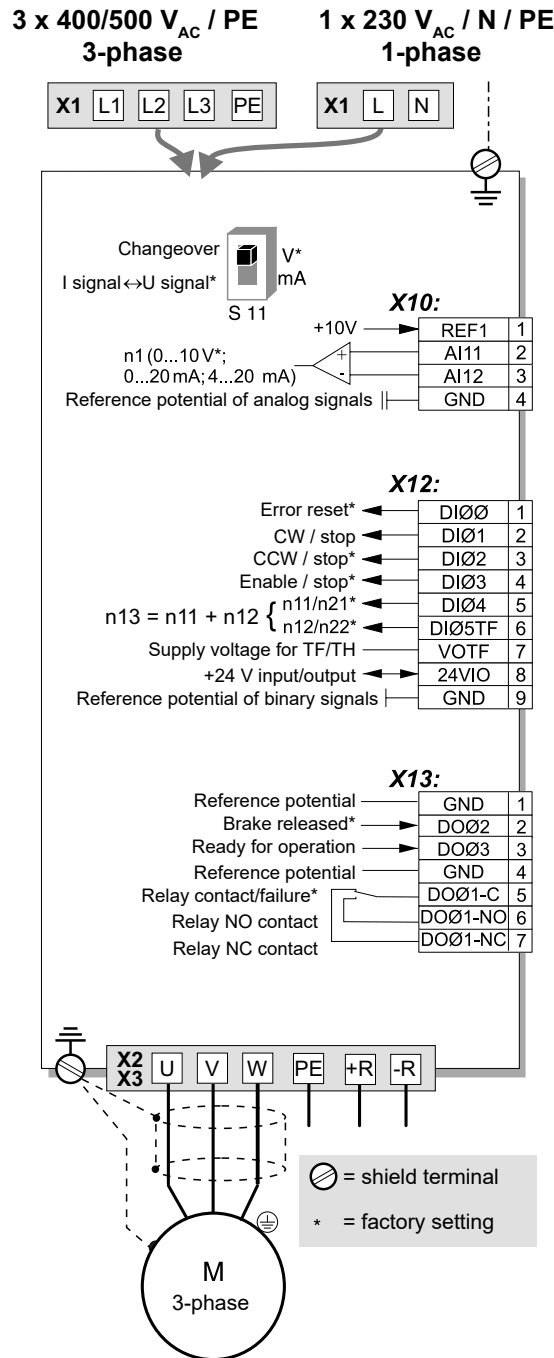 3 x 400/500 V_AC / PE
3-phase
1 x 230 V_AC / N / PE
1-phase
X1 L1 L2 L3 PE
X1 L N
Changeover
I signal↔U signal*
V*
mA
S 11
X10:
+10V REF1 1
n1 (0...10 V*;
0...20 mA; 4...20 mA)
+
-
AI11 2
AI12 3
Reference potential of analog signals GND 4
X12:
Error reset* DIØØ 1
CW / stop DIØ1 2
CCW / stop* DIØ2 3
Enable / stop* DIØ3 4
n13 = n11 + n12 {
n11/n21* DIØ4 5
n12/n22* DIØ5TF 6
Supply voltage for TF/TH VOTF 7
+24 V input/output 24VIO 8
Reference potential of binary signals GND 9
X13:
Reference potential GND 1
Brake released* DOØ2 2
Ready for operation DOØ3 3
Reference potential GND 4
Relay contact/failure* DOØ1-C 5
Relay NO contact DOØ1-NO 6
Relay NC contact DOØ1-NC 7
X2
X3
U V W PE +R -R
= shield terminal
* = factory setting
M
3-phase